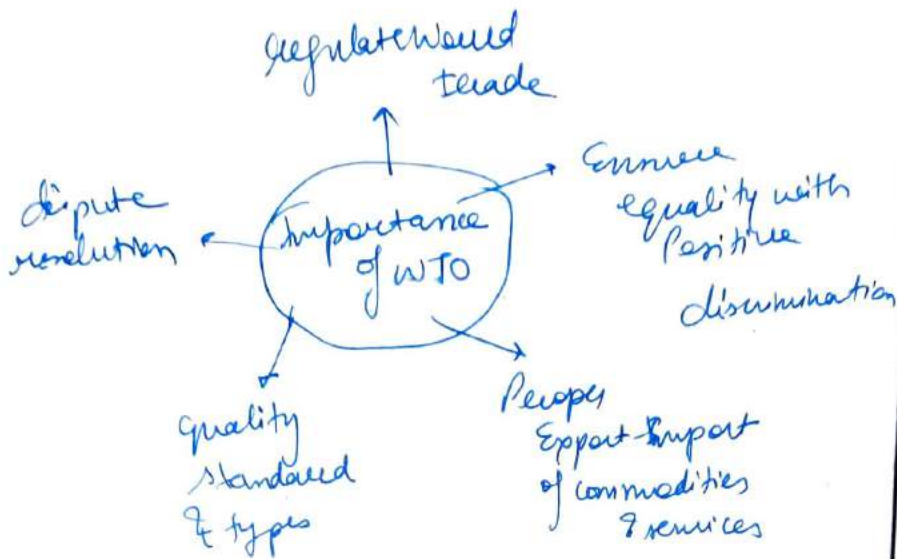 regulate World
trade
Ensure
equality with
Positive
discrimination
Importance
of WTO
dispute
resolution
quality
standard
& types
Proper
Export-Import
of commodities
& services